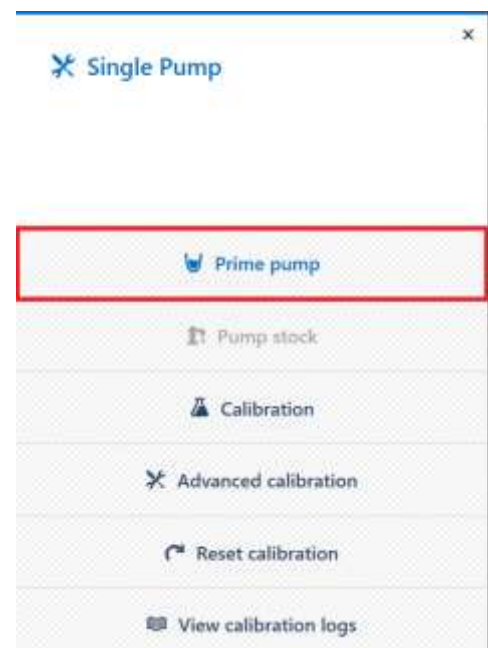 ×
Single Pump
Prime pump
Pump stock
Calibration
Advanced calibration
Reset calibration
View calibration logs